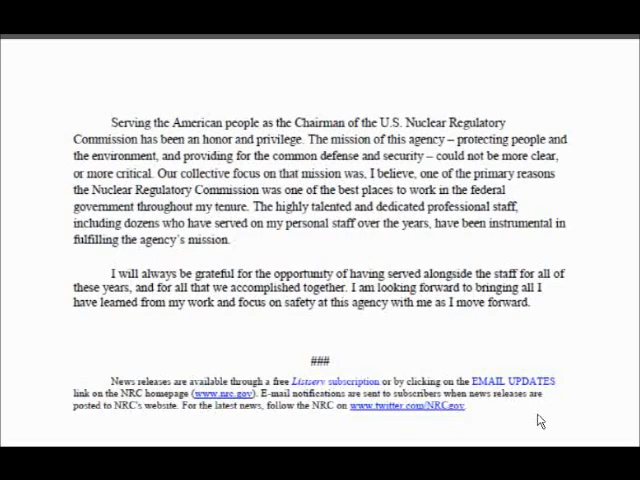 Serving the American people as the Chairman of the U.S. Nuclear Regulatory
Commission has been an honor and privilege. The mission of this agency – protecting people and
the environment, and providing for the common defense and security – could not be more clear,
or more critical. Our collective focus on that mission was, I believe, one of the primary reasons
the Nuclear Regulatory Commission was one of the best places to work in the federal
government throughout my tenure. The highly talented and dedicated professional staff,
including dozens who have served on my personal staff over the years, have been instrumental in
fulfilling the agency's mission.
I will always be grateful for the opportunity of having served alongside the staff for all of
these years, and for all that we accomplished together. I am looking forward to bringing all I
have learned from my work and focus on safety at this agency with me as I move forward.
###
News releases are available through a free Listserv subscription or by clicking on the EMAIL UPDATES
link on the NRC homepage (www.nrc.gov). E-mail notifications are sent to subscribers when news releases are
posted to NRC's website. For the latest news, follow the NRC on www.twitter.com/NRCgov.